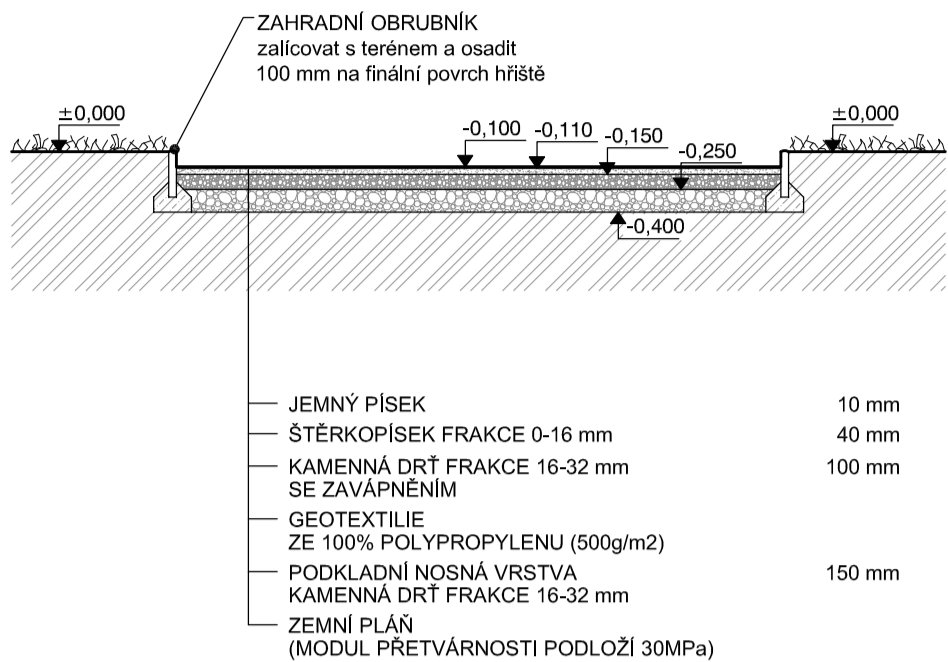 ZAHRADNÍ OBRUBNÍK
zalícovat s terénem a osadit
100 mm na finální povrch hřiště
±0,000
-0,100
-0,110
-0,150
-0,250
±0,000
-0,400
JEMNÝ PÍSEK 10 mm
ŠTĚRKOPÍSEK FRAKCE 0-16 mm 40 mm
KAMENNÁ DRŤ FRAKCE 16-32 mm 100 mm
SE ZAVÁPNĚNÍM
GEOTEXTILIE
ZE 100% POLYPROPYLENU (500g/m2)
PODKLADNÍ NOSNÁ VRSTVA 150 mm
KAMENNÁ DRŤ FRAKCE 16-32 mm
ZEMNÍ PLÁŇ
(MODUL PŘETVÁRNOSTI PODLOŽÍ 30MPa)